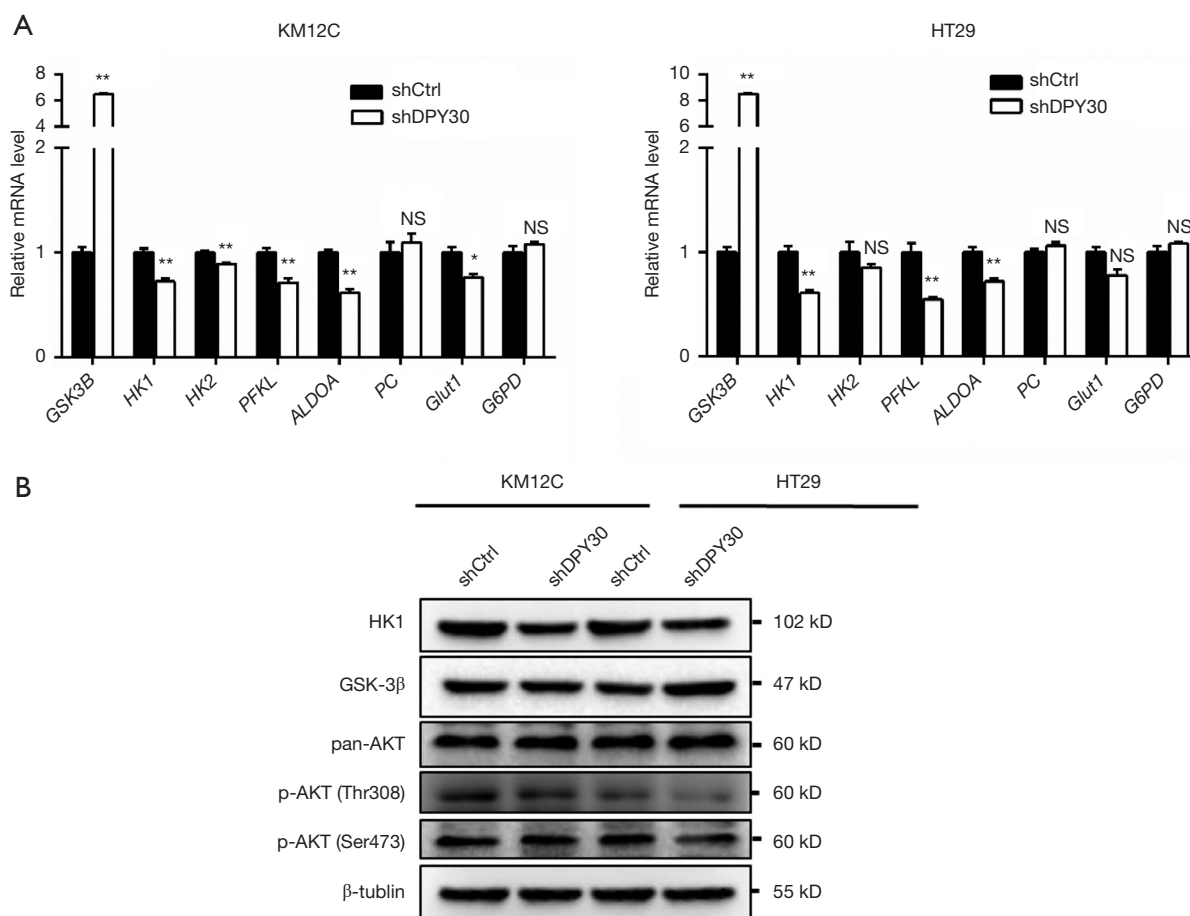 A
KM12C
HT29
Relative mRNA level
8
6
4
2
1
0
shCtrl
shDPY30
**
**
**
**
**
NS
*
NS
GSK3B
HK1
HK2
PFKL
ALDOA
PC
Glut1
G6PD
Relative mRNA level
10
8
6
2
1
0
shCtrl
shDPY30
**
**
NS
**
**
NS
NS
NS
GSK3B
HK1
HK2
PFKL
ALDOA
PC
Glut1
G6PD
B
KM12C
HT29
shCtrl
shDPY30
shCtrl
shDPY30
HK1
102 kD
GSK-3β
47 kD
pan-AKT
60 kD
p-AKT (Thr308)
60 kD
p-AKT (Ser473)
60 kD
β-tublin
55 kD